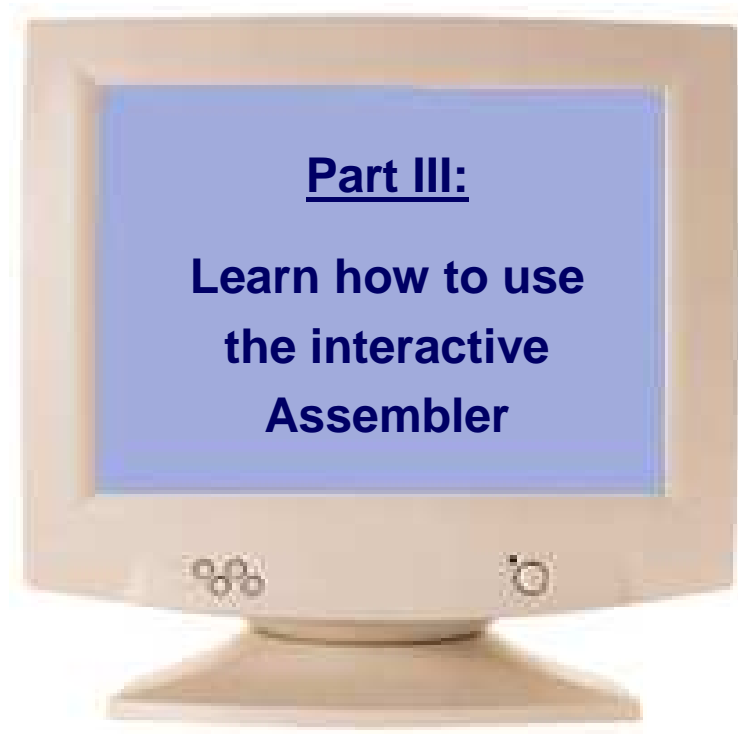 Part III:
Learn how to use
the interactive
Assembler